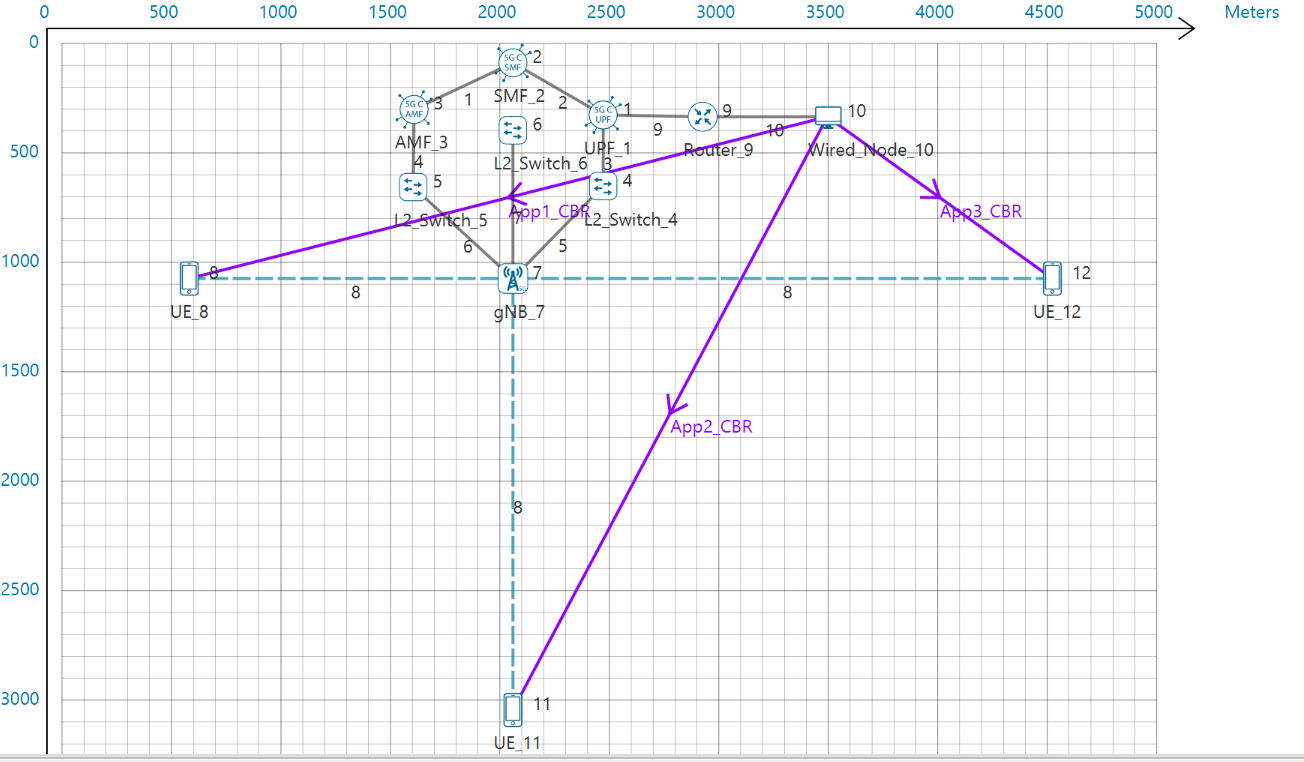 0 500 1000 1500 2000 2500 3000 3500 4000 4500 5000 Meters
0
5G C
SMF
2
SMF_2
1
2
5G C
AMF
3
AMF_3
5G C
UPF
1
UPF_1
9
9
Router_9
10
10
Wired_Node_10
6
L2_Switch_6
500
4
3
5
L2_Switch_5
4
L2_Switch_4
App1_CBR
7
App3_CBR
6
5
1000
8
UE_8
8
7
5G
gNB_7
8
12
UE_12
1500
App2_CBR
2000
8
2500
3000
11
UE_11